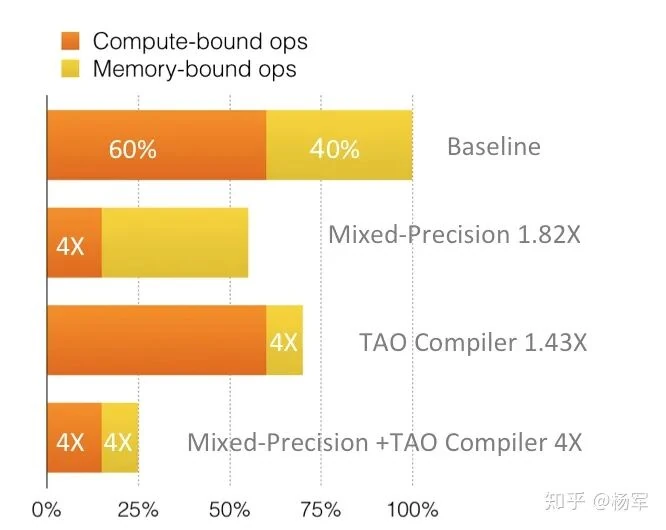 Compute-bound ops
Memory-bound ops
60% 40% Baseline
4X Mixed-Precision 1.82X
4X TAO Compiler 1.43X
4X 4X Mixed-Precision +TAO Compiler 4X
0% 25% 50% 75% 100%
知乎 @杨军